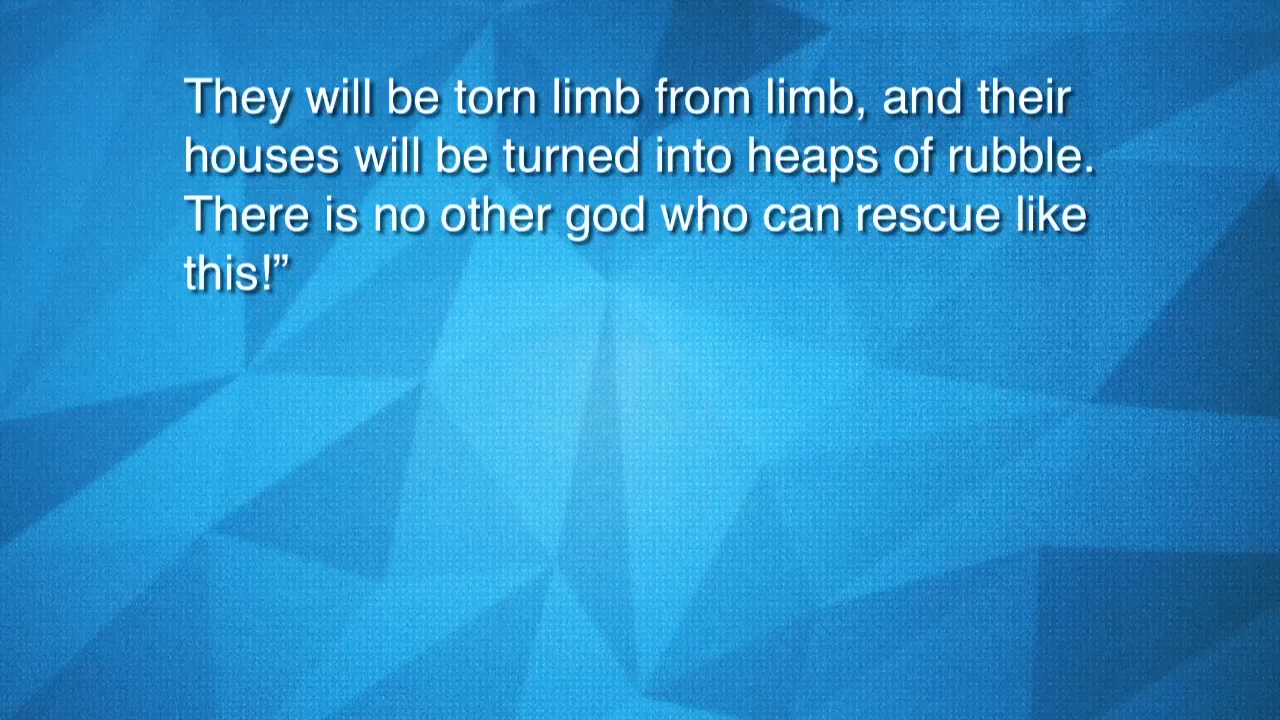 They will be torn limb from limb, and their
houses will be turned into heaps of rubble.
There is no other god who can rescue like
this!”